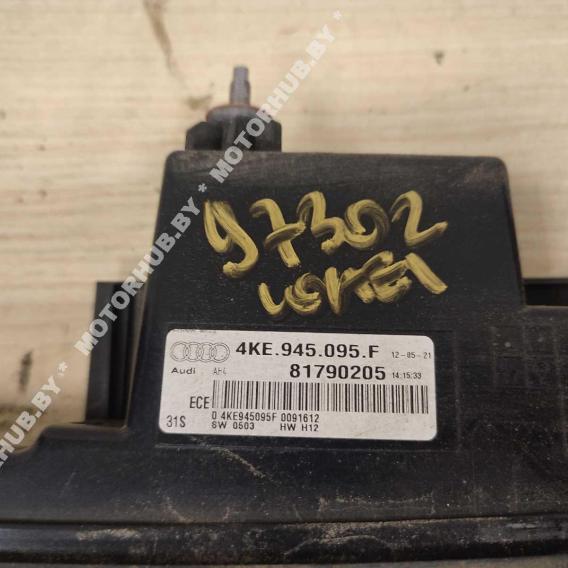 MOTORHUB.BY * MOTORHUB.BY * MOTORHUB.BY
97302
4KE.945.095.F 12-05-21
Audi AH4 81790205 14:15:33
ECE
31S 0 4KE945095F 0091612
SW 0503 HW H12